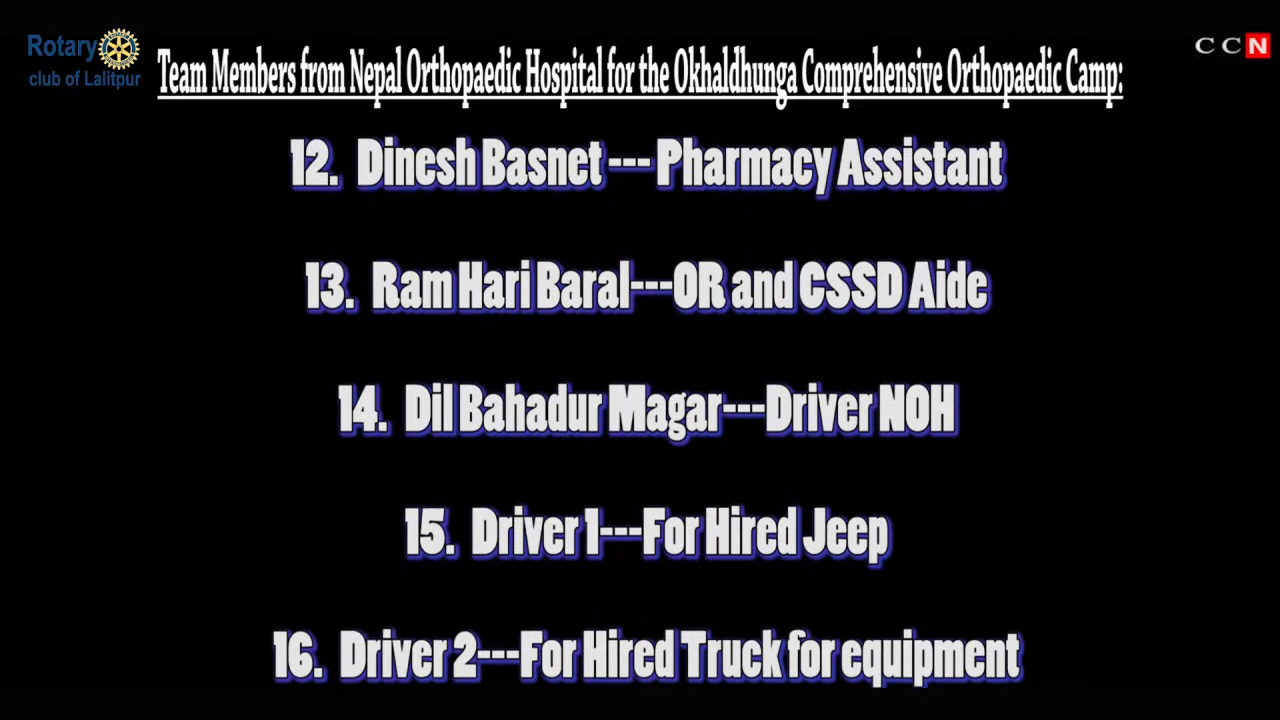 Rotary
club of Lalitpur
CCN
Team Members from Nepal Orthopaedic Hospital for the Okhaldhunga Comprehensive Orthopaedic Camp:
12. Dinesh Basnet --- Pharmacy Assistant
13. Ram Hari Baral---OR and CSSD Aide
14. Dil Bahadur Magar---Driver NOH
15. Driver 1---For Hired Jeep
16. Driver 2---For Hired Truck for equipment